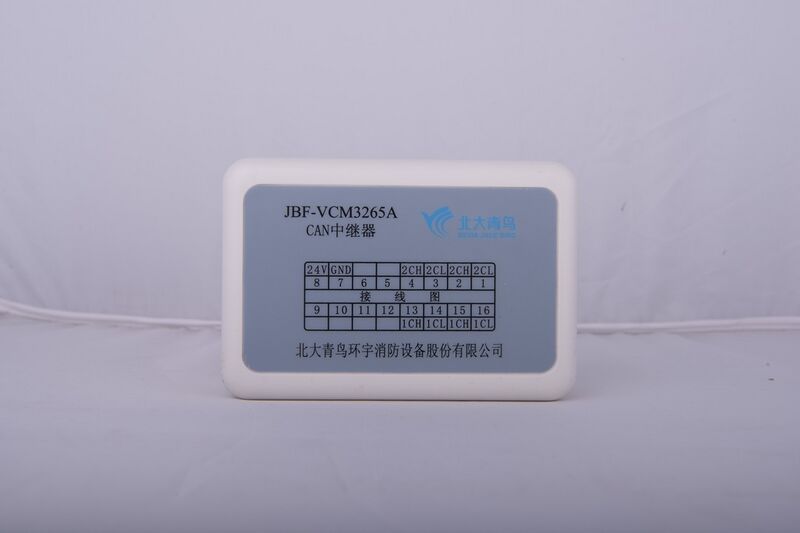 JBF-VCM3265A
CAN中继器
北大青鸟
24V GND 2CH 2CL 2CH 2CL
8 7 6 5 4 3 2 1
接线图
9 10 11 12 13 14 15 16
1CH 1CL 1CH 1CL
北大青鸟环宇消防设备股份有限公司